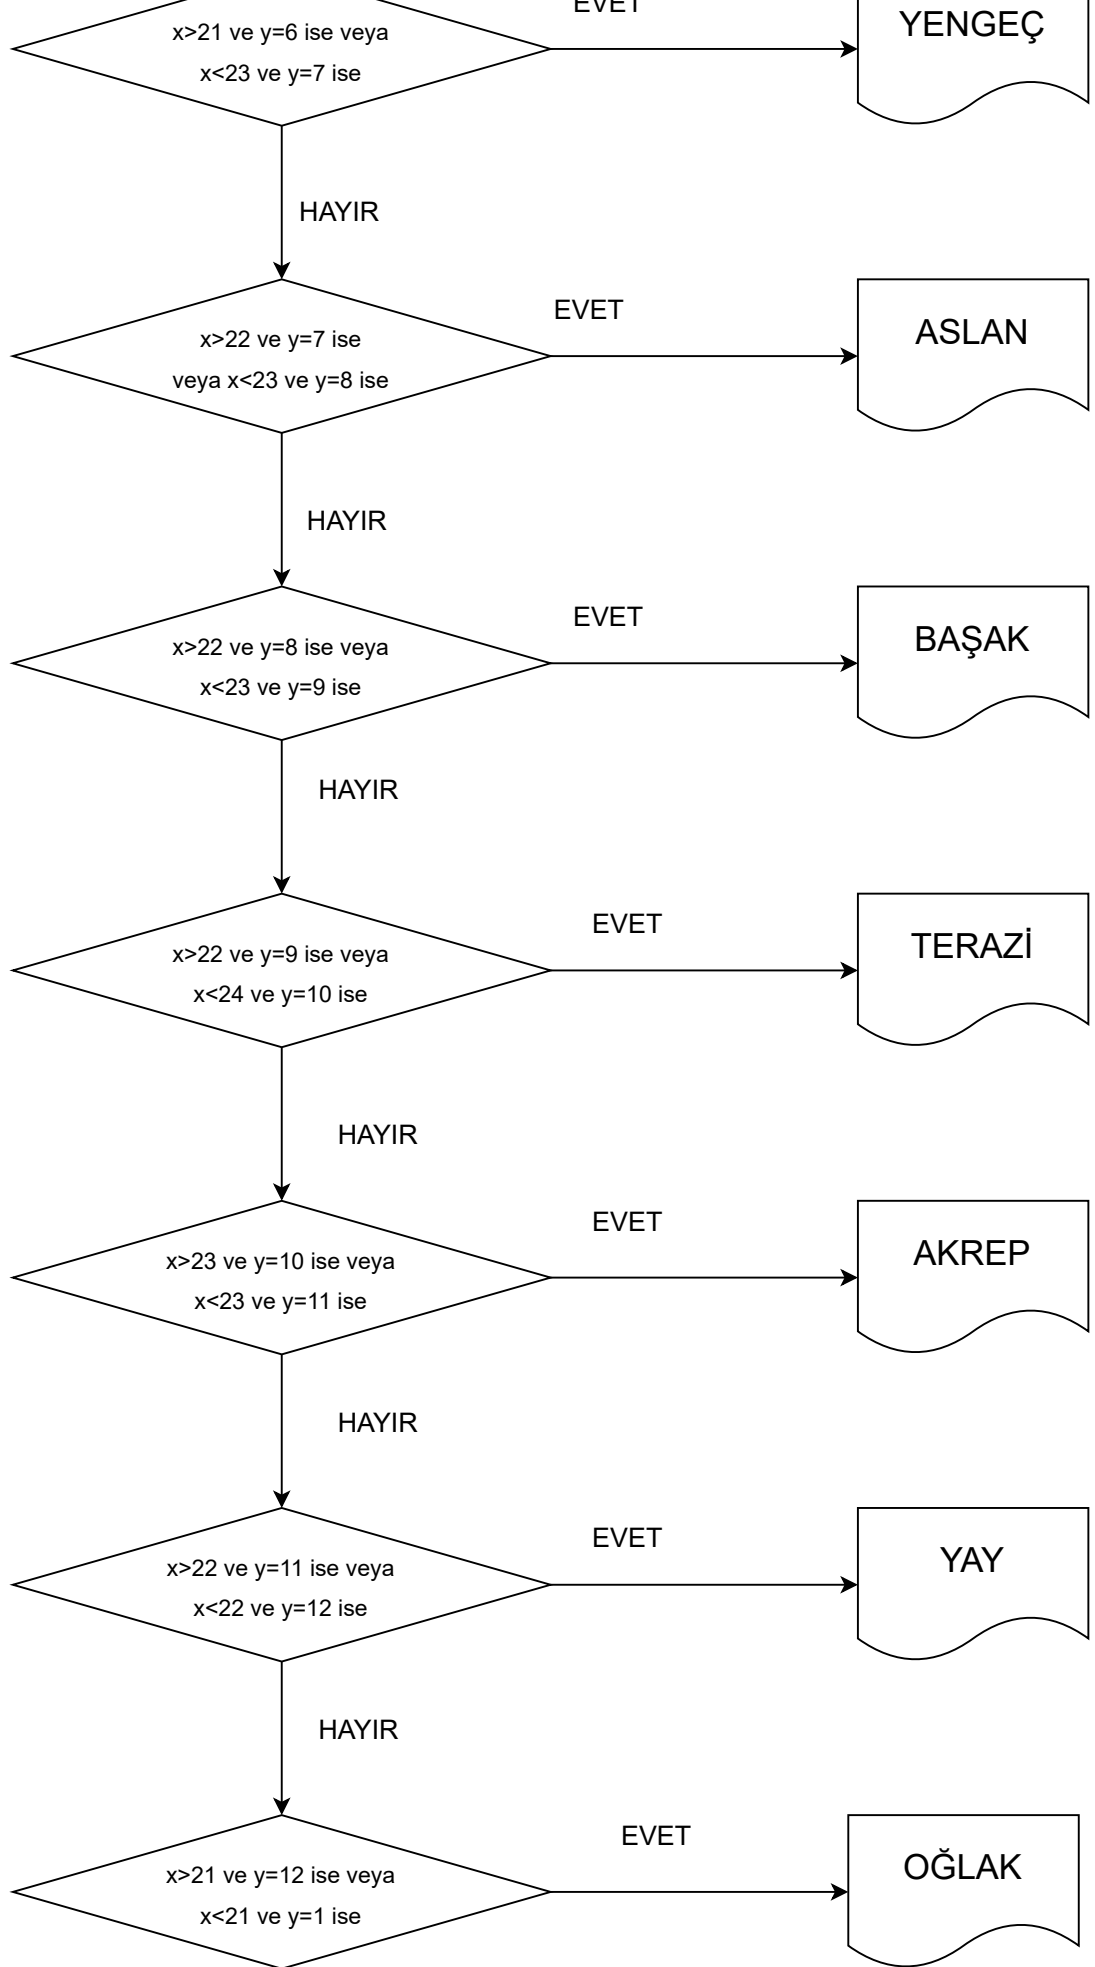 EVET
YENGEÇ
x>21 ve y=6 ise veya
x<23 ve y=7 ise
HAYIR
EVET
ASLAN
x>22 ve y=7 ise
veya x<23 ve y=8 ise
HAYIR
EVET
BAŞAK
x>22 ve y=8 ise veya
x<23 ve y=9 ise
HAYIR
EVET
TERAZİ
x>22 ve y=9 ise veya
x<24 ve y=10 ise
HAYIR
EVET
AKREP
x>23 ve y=10 ise veya
x<23 ve y=11 ise
HAYIR
EVET
YAY
x>22 ve y=11 ise veya
x<22 ve y=12 ise
HAYIR
EVET
OĞLAK
x>21 ve y=12 ise veya
x<21 ve y=1 ise